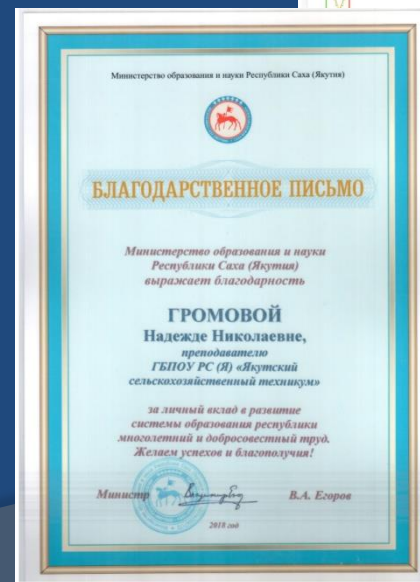 Министерство образования и науки Республики Саха (Якутия)
БЛАГОДАРСТВЕННОЕ ПИСЬМО
Министерство образования и науки
Республики Саха (Якутия)
выражает благодарность
ГРОМОВОЙ
Надежде Николаевне,
преподавателю
ГБПОУ РС (Я) «Якутский
сельскохозяйственный техникум»
за личный вклад в развитие
системы образования республики
многолетний и добросовестный труд.
Желаем успехов и благополучия!
Министр В.А. Егоров
2018 год